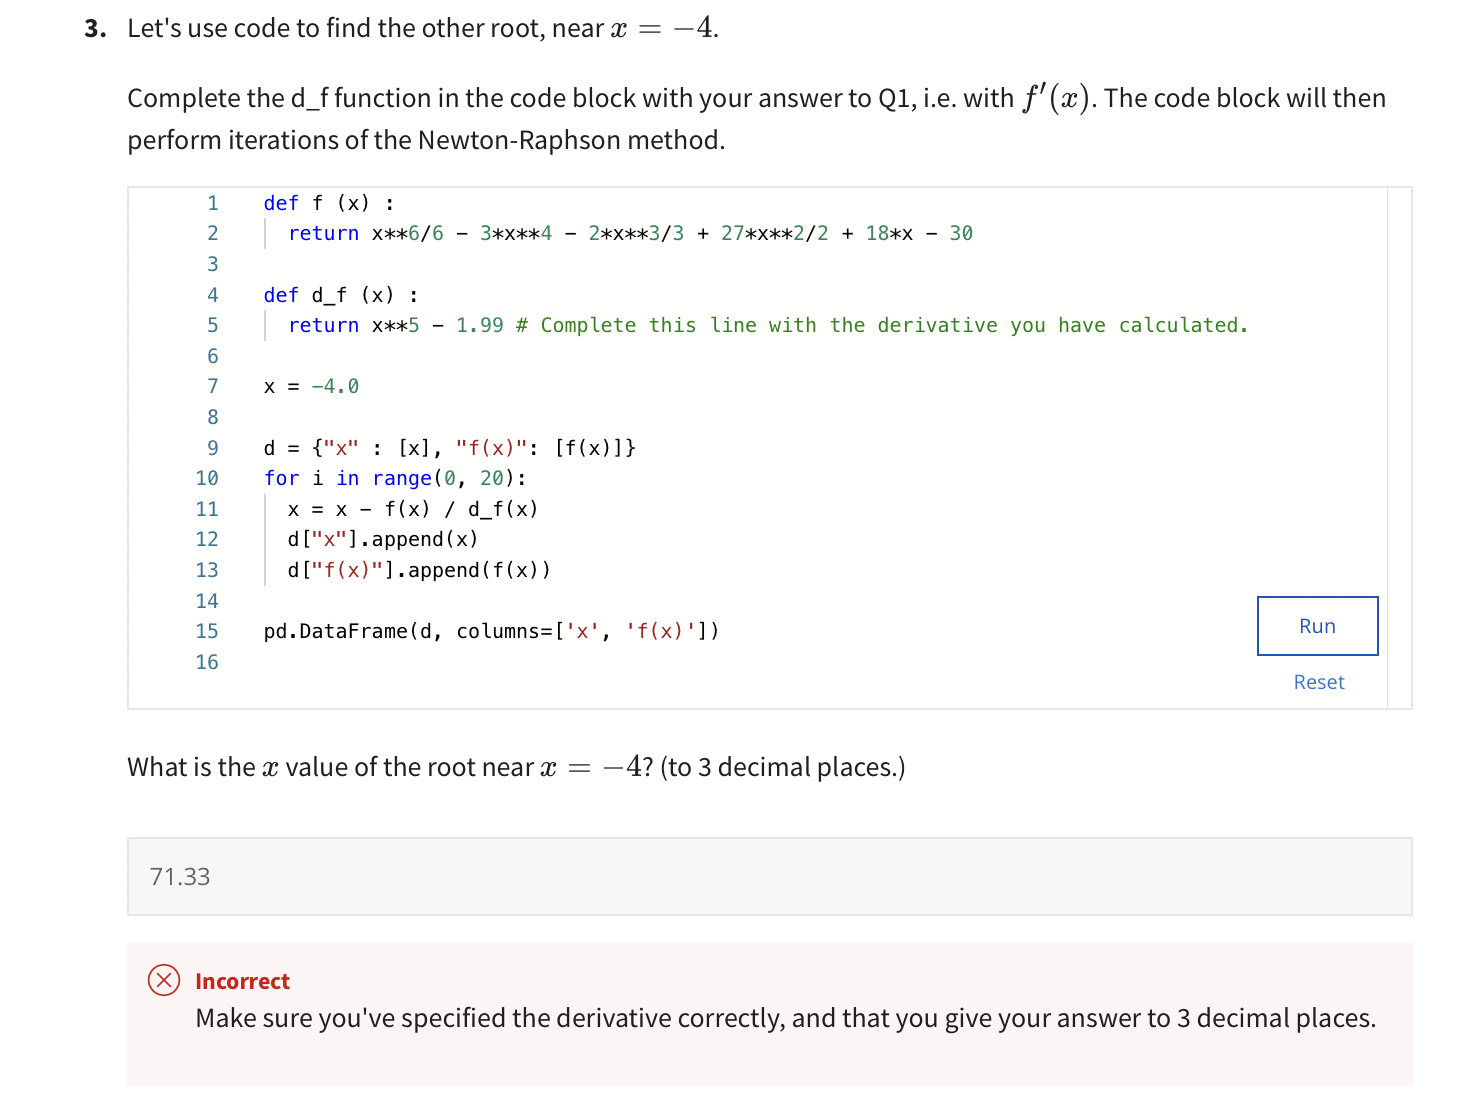 3. Let's use code to find the other root, near x = −4.
Complete the d_f function in the code block with your answer to Q1, i.e. with f′(x). The code block will then
perform iterations of the Newton-Raphson method.
1 def f (x) :
2 return x**6/6 - 3*x**4 - 2*x**3/3 + 27*x**2/2 + 18*x - 30
3
4 def d_f (x) :
5 return x**5 - 1.99 # Complete this line with the derivative you have calculated.
6
7 x = -4.0
8
9 d = {"x" : [x], "f(x)": [f(x)]}
10 for i in range(0, 20):
11 x = x - f(x) / d_f(x)
12 d["x"].append(x)
13 d["f(x)"].append(f(x))
14
15 pd.DataFrame(d, columns=['x', 'f(x)'])
16
Run
Reset
What is the x value of the root near x = −4? (to 3 decimal places.)
71.33
Incorrect
Make sure you've specified the derivative correctly, and that you give your answer to 3 decimal places.